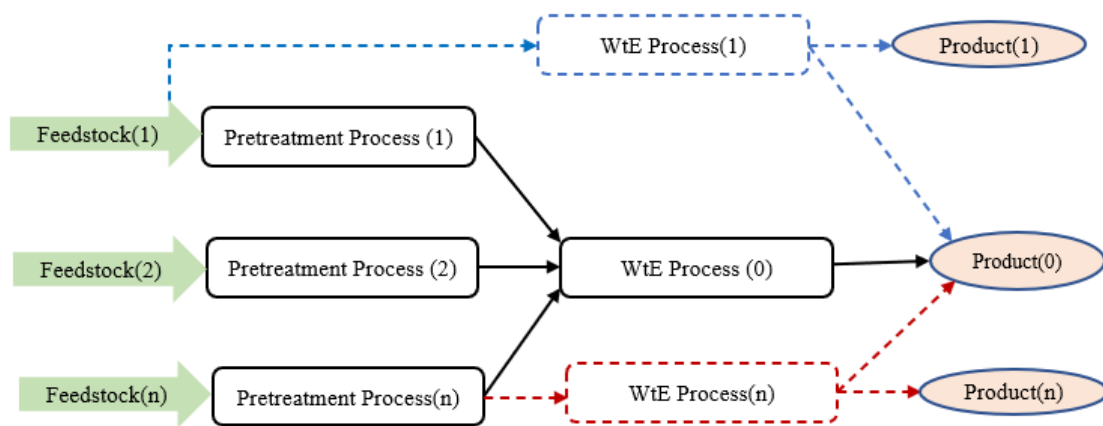 WtE Process(1)
Product(1)
Feedstock(1)
Pretreatment Process (1)
Feedstock(2)
Pretreatment Process (2)
WtE Process (0)
Product(0)
Feedstock(n)
Pretreatment Process(n)
WtE Process(n)
Product(n)